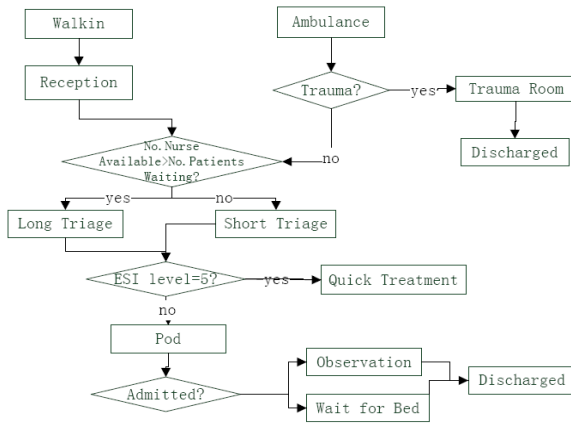 Walkin
Ambulance
Reception
Trauma?
yes
Trauma Room
No.Nurse
Available>No.Patients
Waiting?
no
Discharged
yes
no
Long Triage
Short Triage
ESI level=5?
yes
Quick Treatment
no
Pod
Observation
Admitted?
Discharged
Wait for Bed